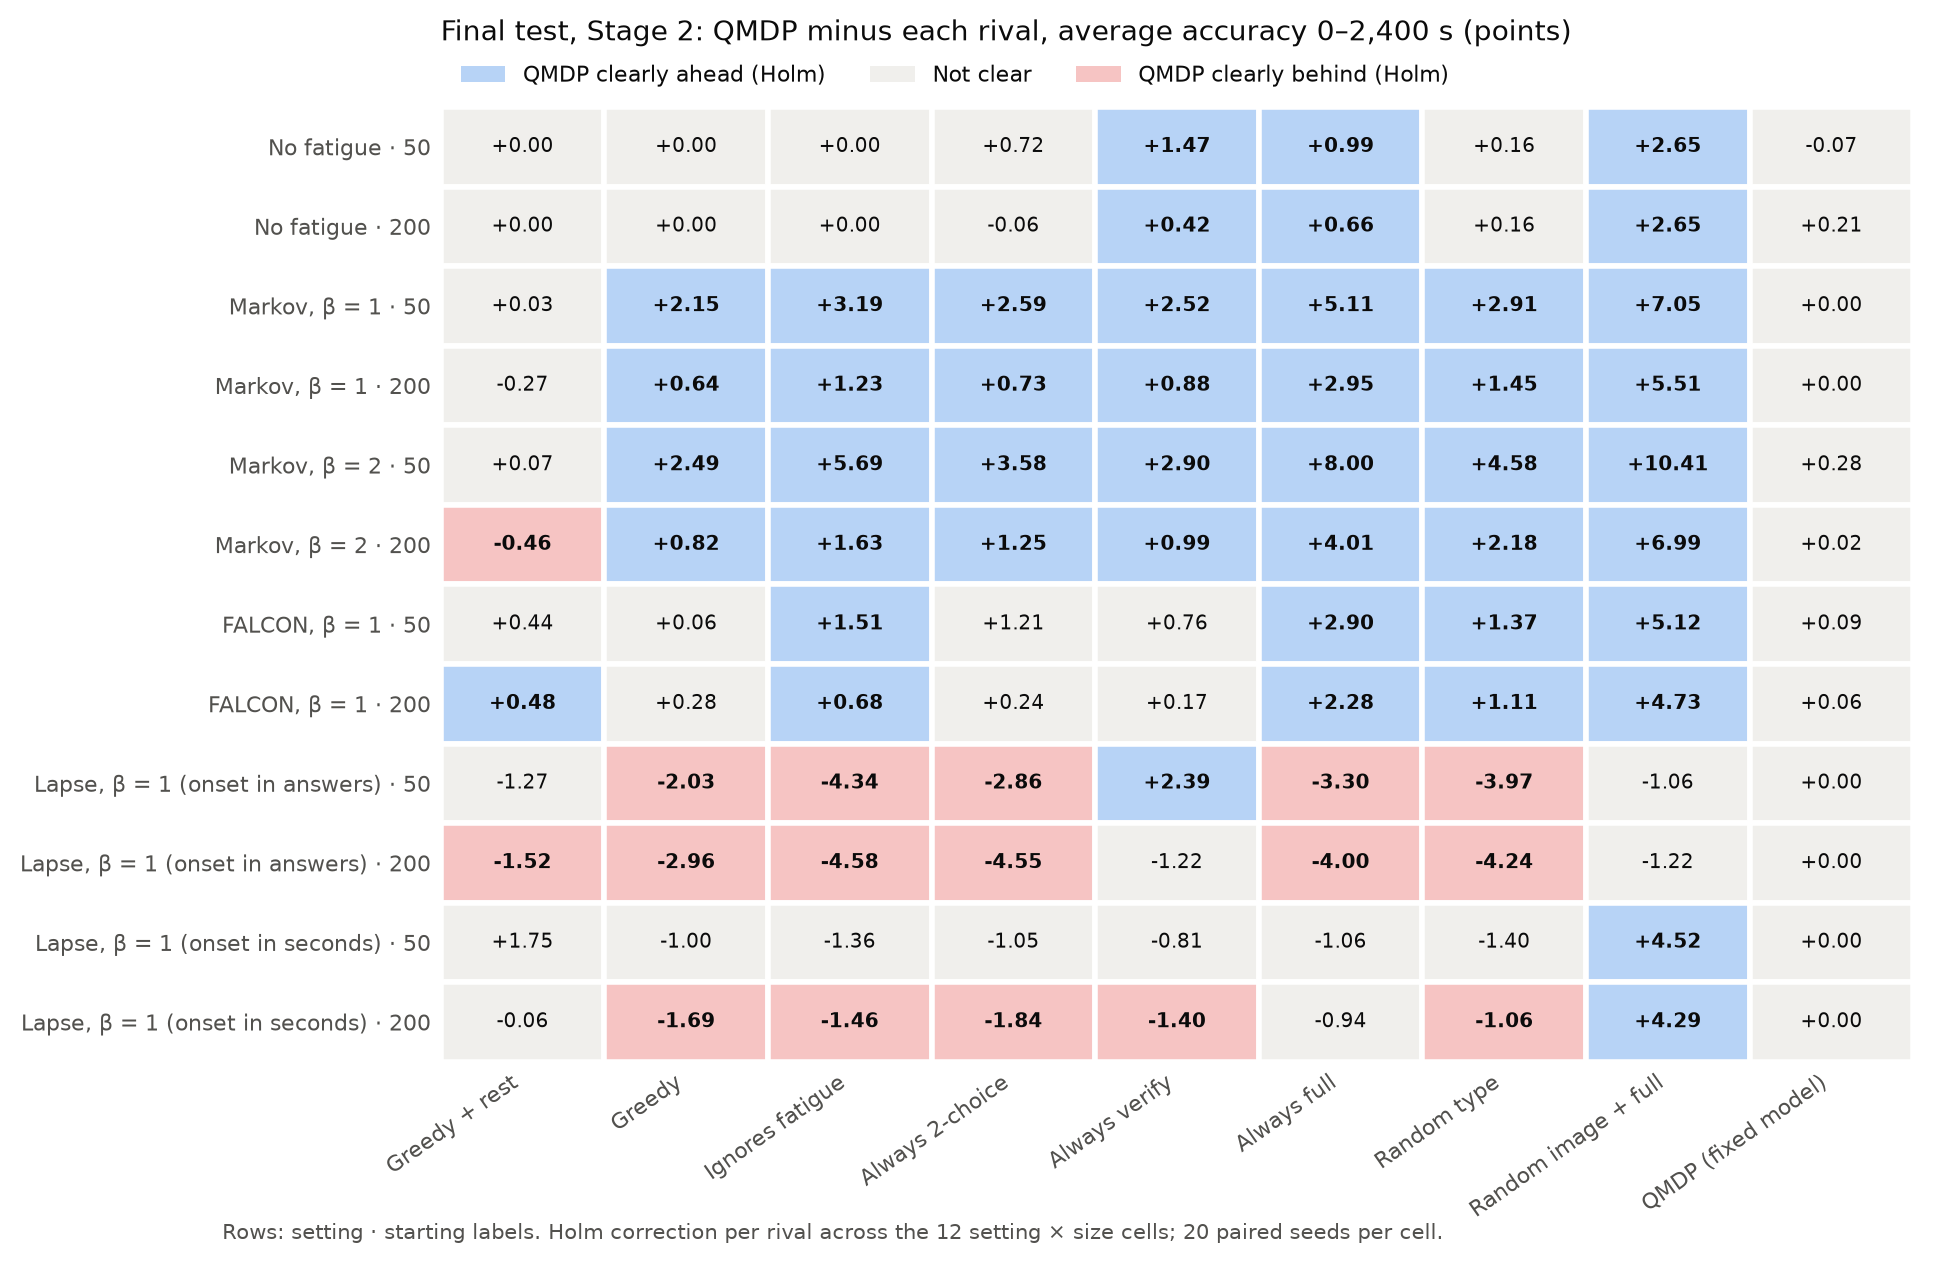 Final test, Stage 2: QMDP minus each rival, average accuracy 0–2,400 s (points)
QMDP clearly ahead (Holm) Not clear QMDP clearly behind (Holm)
No fatigue · 50 +0.00 +0.00 +0.00 +0.72 +1.47 +0.99 +0.16 +2.65 -0.07
No fatigue · 200 +0.00 +0.00 +0.00 -0.06 +0.42 +0.66 +0.16 +2.65 +0.21
Markov, β = 1 · 50 +0.03 +2.15 +3.19 +2.59 +2.52 +5.11 +2.91 +7.05 +0.00
Markov, β = 1 · 200 -0.27 +0.64 +1.23 +0.73 +0.88 +2.95 +1.45 +5.51 +0.00
Markov, β = 2 · 50 +0.07 +2.49 +5.69 +3.58 +2.90 +8.00 +4.58 +10.41 +0.28
Markov, β = 2 · 200 -0.46 +0.82 +1.63 +1.25 +0.99 +4.01 +2.18 +6.99 +0.02
FALCON, β = 1 · 50 +0.44 +0.06 +1.51 +1.21 +0.76 +2.90 +1.37 +5.12 +0.09
FALCON, β = 1 · 200 +0.48 +0.28 +0.68 +0.24 +0.17 +2.28 +1.11 +4.73 +0.06
Lapse, β = 1 (onset in answers) · 50 -1.27 -2.03 -4.34 -2.86 +2.39 -3.30 -3.97 -1.06 +0.00
Lapse, β = 1 (onset in answers) · 200 -1.52 -2.96 -4.58 -4.55 -1.22 -4.00 -4.24 -1.22 +0.00
Lapse, β = 1 (onset in seconds) · 50 +1.75 -1.00 -1.36 -1.05 -0.81 -1.06 -1.40 +4.52 +0.00
Lapse, β = 1 (onset in seconds) · 200 -0.06 -1.69 -1.46 -1.84 -1.40 -0.94 -1.06 +4.29 +0.00
Greedy + rest
Greedy
Ignores fatigue
Always 2-choice
Always verify
Always full
Random type
Random image + full
QMDP (fixed model)
Rows: setting · starting labels. Holm correction per rival across the 12 setting × size cells; 20 paired seeds per cell.